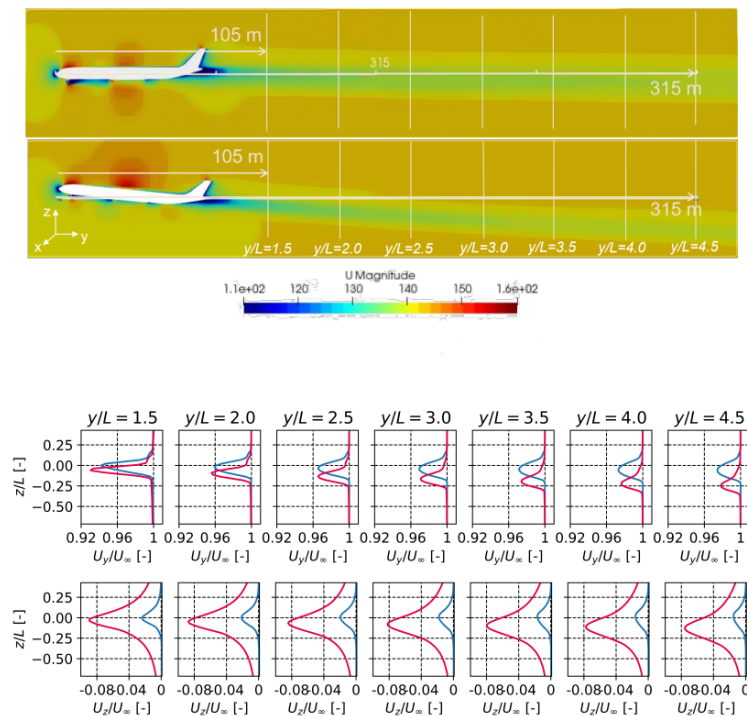 105 m
315
315 m
105 m
315 m
z
x
y
y/L=1.5 y/L=2.0 y/L=2.5 y/L=3.0 y/L=3.5 y/L=4.0 y/L=4.5
U Magnitude
1.1e+02 120 130 140 150 1.6e+02
y/L = 1.5 y/L = 2.0 y/L = 2.5 y/L = 3.0 y/L = 3.5 y/L = 4.0 y/L = 4.5
0.25
0.00
−0.25
−0.50
z/L [-]
0.92 0.96 1 0.92 0.96 1 0.92 0.96 1 0.92 0.96 1 0.92 0.96 1 0.92 0.96 1 0.92 0.96 1
Uy/U∞ [-] Uy/U∞ [-] Uy/U∞ [-] Uy/U∞ [-] Uy/U∞ [-] Uy/U∞ [-] Uy/U∞ [-]
0.25
0.00
−0.25
−0.50
z/L [-]
-0.08 -0.04 0 -0.08 -0.04 0 -0.08 -0.04 0 -0.08 -0.04 0 -0.08 -0.04 0 -0.08 -0.04 0 -0.08 -0.04 0
Uz/U∞ [-] Uz/U∞ [-] Uz/U∞ [-] Uz/U∞ [-] Uz/U∞ [-] Uz/U∞ [-] Uz/U∞ [-]